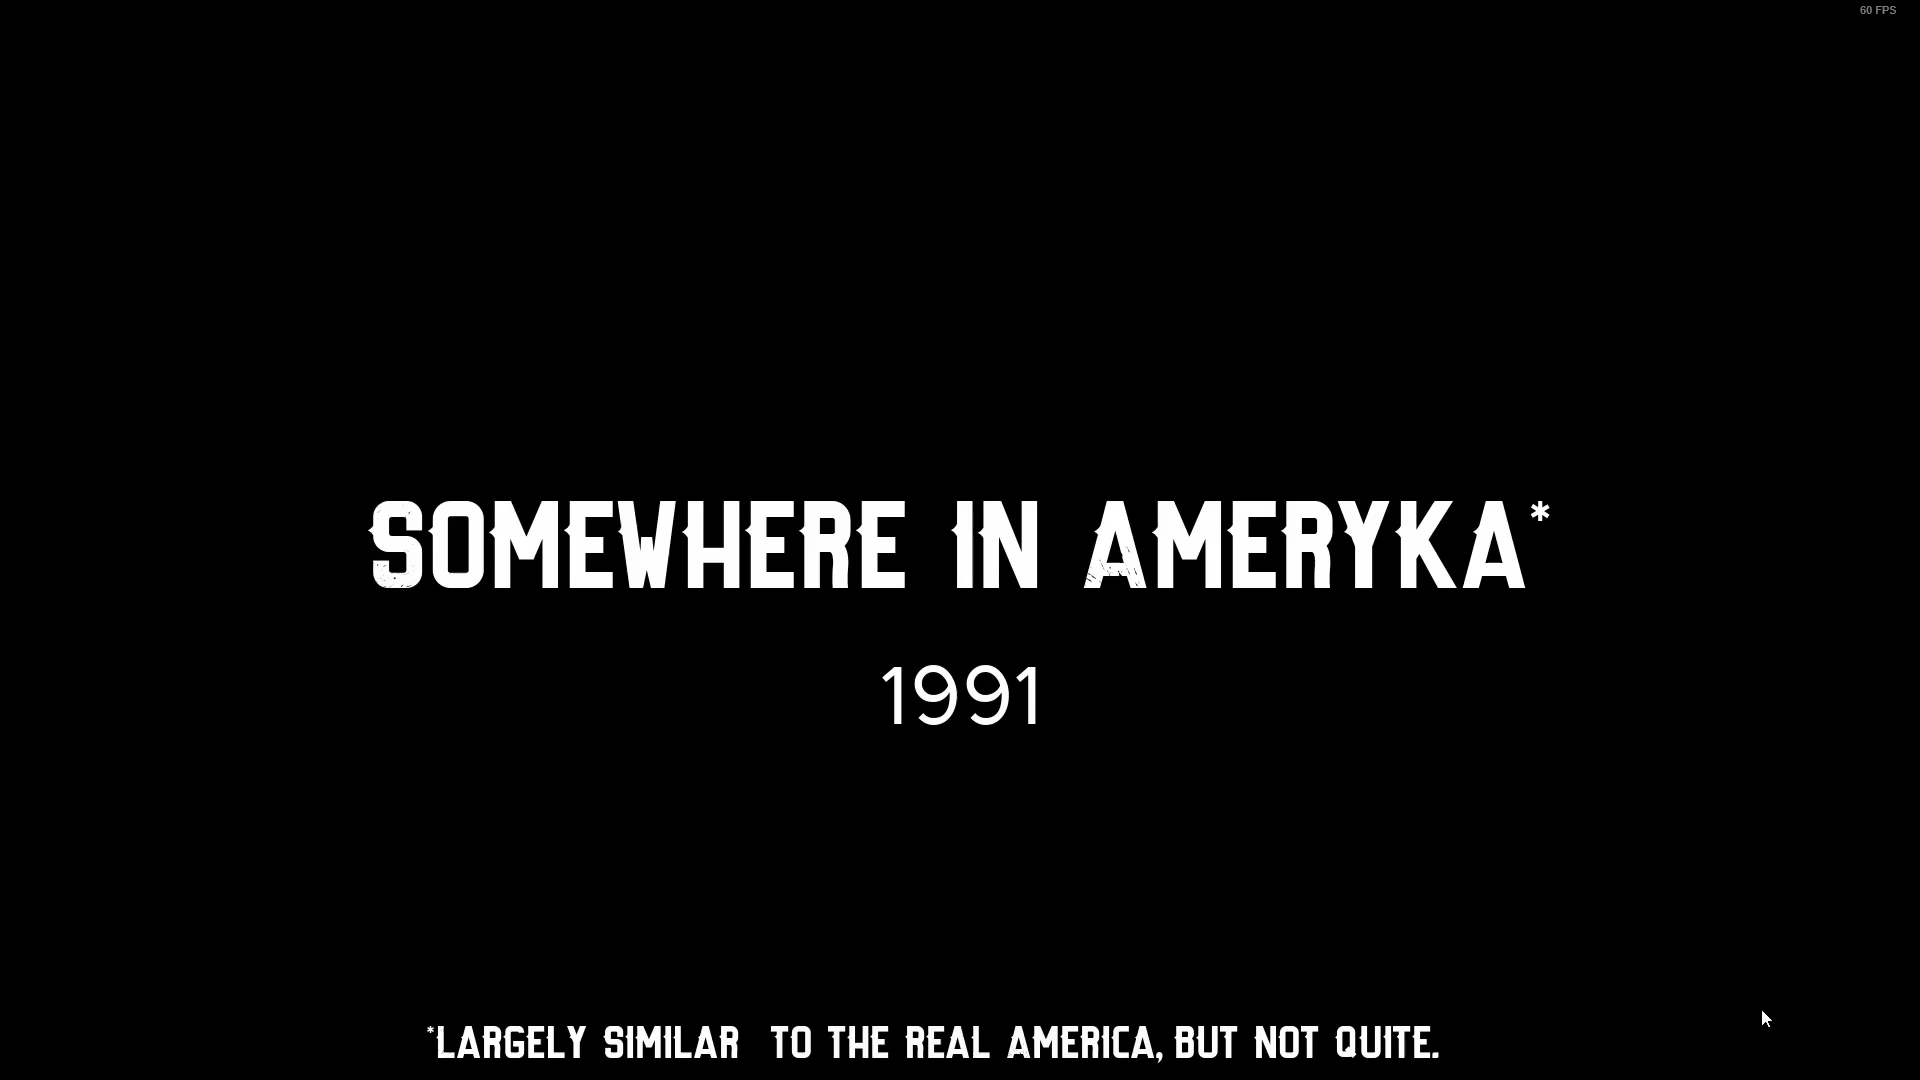 60 FPS
SOMEWHERE IN AMERYKA*
1991
*LARGELY SIMILAR  TO THE REAL AMERICA, BUT NOT QUITE.